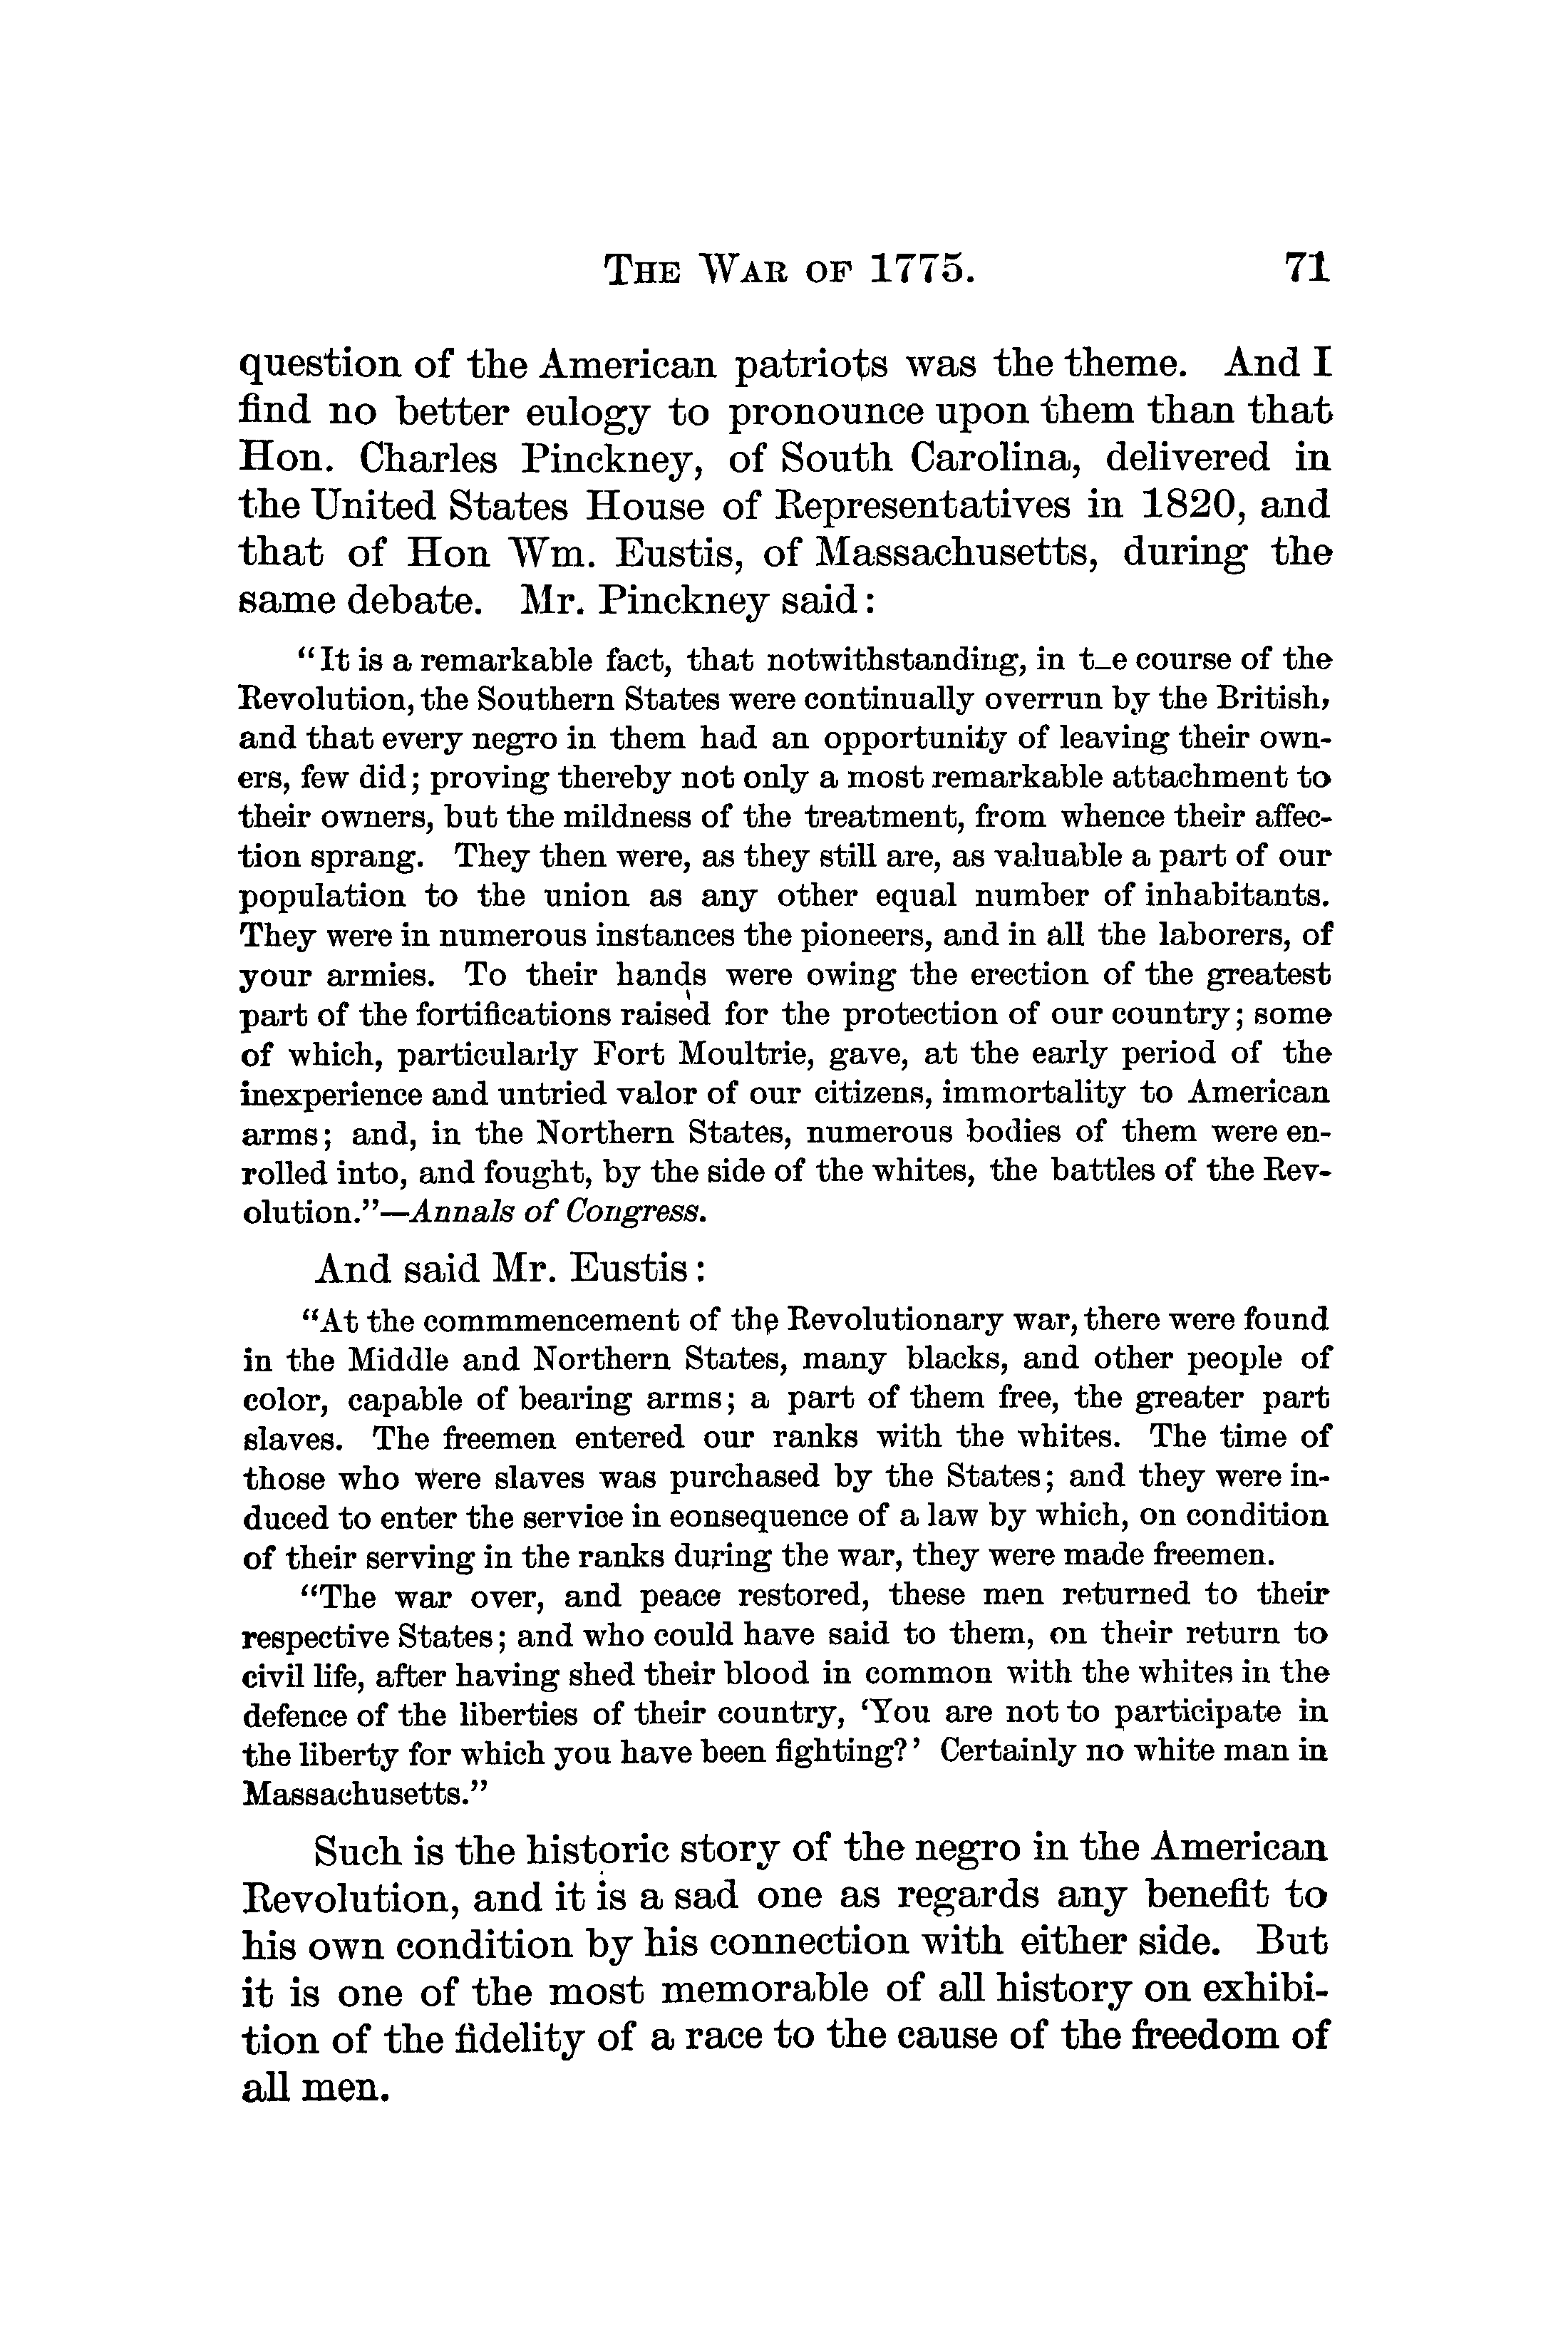 THE WAR OF 1775. 71
question of the American patriots was the theme. And I
find no better eulogy to pronounce upon them than that
Hon. Charles Pinckney, of South Carolina, delivered in
the United States House of Representatives in 1820, and
that of Hon Wm. Eustis, of Massachusetts, during the
same debate. Mr. Pinckney said:
“It is a remarkable fact, that notwithstanding, in t_e course of the
Revolution, the Southern States were continually overrun by the British,
and that every negro in them had an opportunity of leaving their own-
ers, few did; proving thereby not only a most remarkable attachment to
their owners, but the mildness of the treatment, from whence their affec-
tion sprang. They then were, as they still are, as valuable a part of our
population to the union as any other equal number of inhabitants.
They were in numerous instances the pioneers, and in all the laborers, of
your armies. To their hands were owing the erection of the greatest
part of the fortifications raised for the protection of our country; some
of which, particularly Fort Moultrie, gave, at the early period of the
inexperience and untried valor of our citizens, immortality to American
arms; and, in the Northern States, numerous bodies of them were en-
rolled into, and fought, by the side of the whites, the battles of the Rev-
olution.”—Annals of Congress.
And said Mr. Eustis:
“At the commmencement of the Revolutionary war, there were found
in the Middle and Northern States, many blacks, and other people of
color, capable of bearing arms; a part of them free, the greater part
slaves. The freemen entered our ranks with the whites. The time of
those who were slaves was purchased by the States; and they were in-
duced to enter the service in eonsequence of a law by which, on condition
of their serving in the ranks during the war, they were made freemen.
“The war over, and peace restored, these men returned to their
respective States; and who could have said to them, on their return to
civil life, after having shed their blood in common with the whites in the
defence of the liberties of their country, ‘You are not to participate in
the liberty for which you have been fighting?’ Certainly no white man in
Massachusetts.”
Such is the historic story of the negro in the American
Revolution, and it is a sad one as regards any benefit to
his own condition by his connection with either side. But
it is one of the most memorable of all history on exhibi-
tion of the fidelity of a race to the cause of the freedom of
all men.